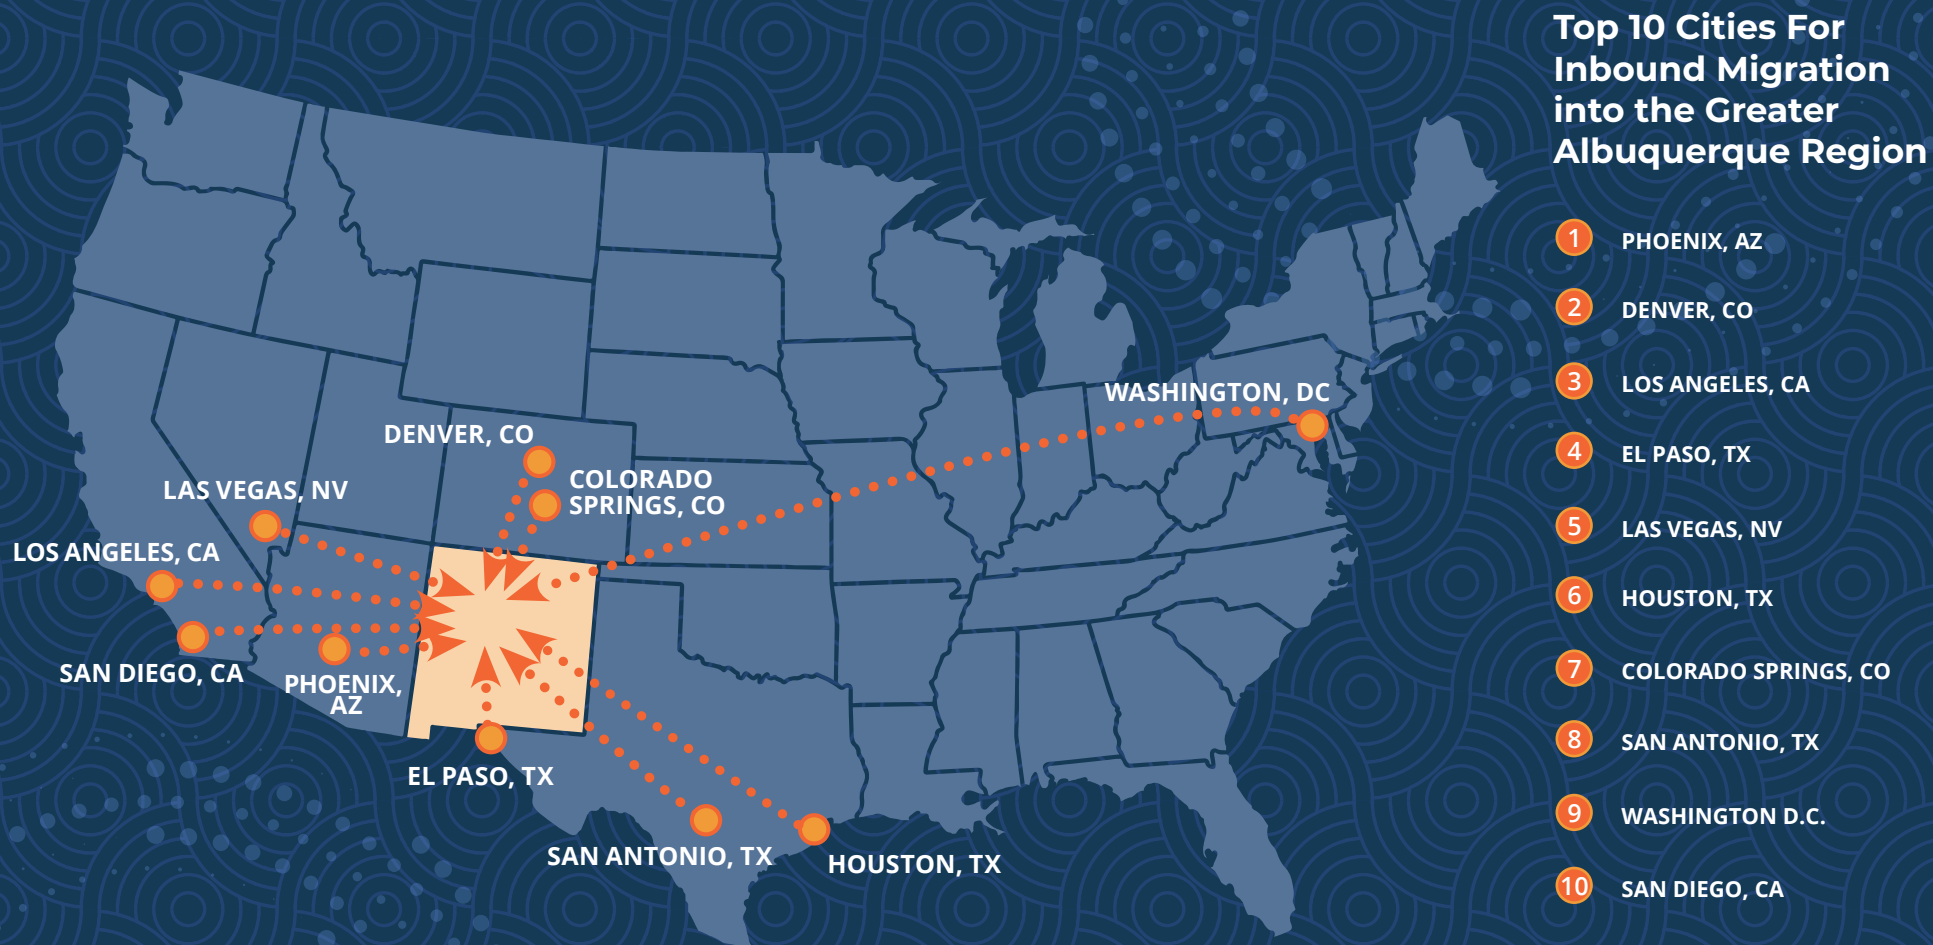 Top 10 Cities For
Inbound Migration
into the Greater
Albuquerque Region
1 PHOENIX, AZ
2 DENVER, CO
3 LOS ANGELES, CA
4 EL PASO, TX
5 LAS VEGAS, NV
6 HOUSTON, TX
7 COLORADO SPRINGS, CO
8 SAN ANTONIO, TX
9 WASHINGTON D.C.
10 SAN DIEGO, CA
WASHINGTON, DC
DENVER, CO
COLORADO
SPRINGS, CO
LAS VEGAS, NV
LOS ANGELES, CA
SAN DIEGO, CA
PHOENIX,
AZ
EL PASO, TX
SAN ANTONIO, TX
HOUSTON, TX